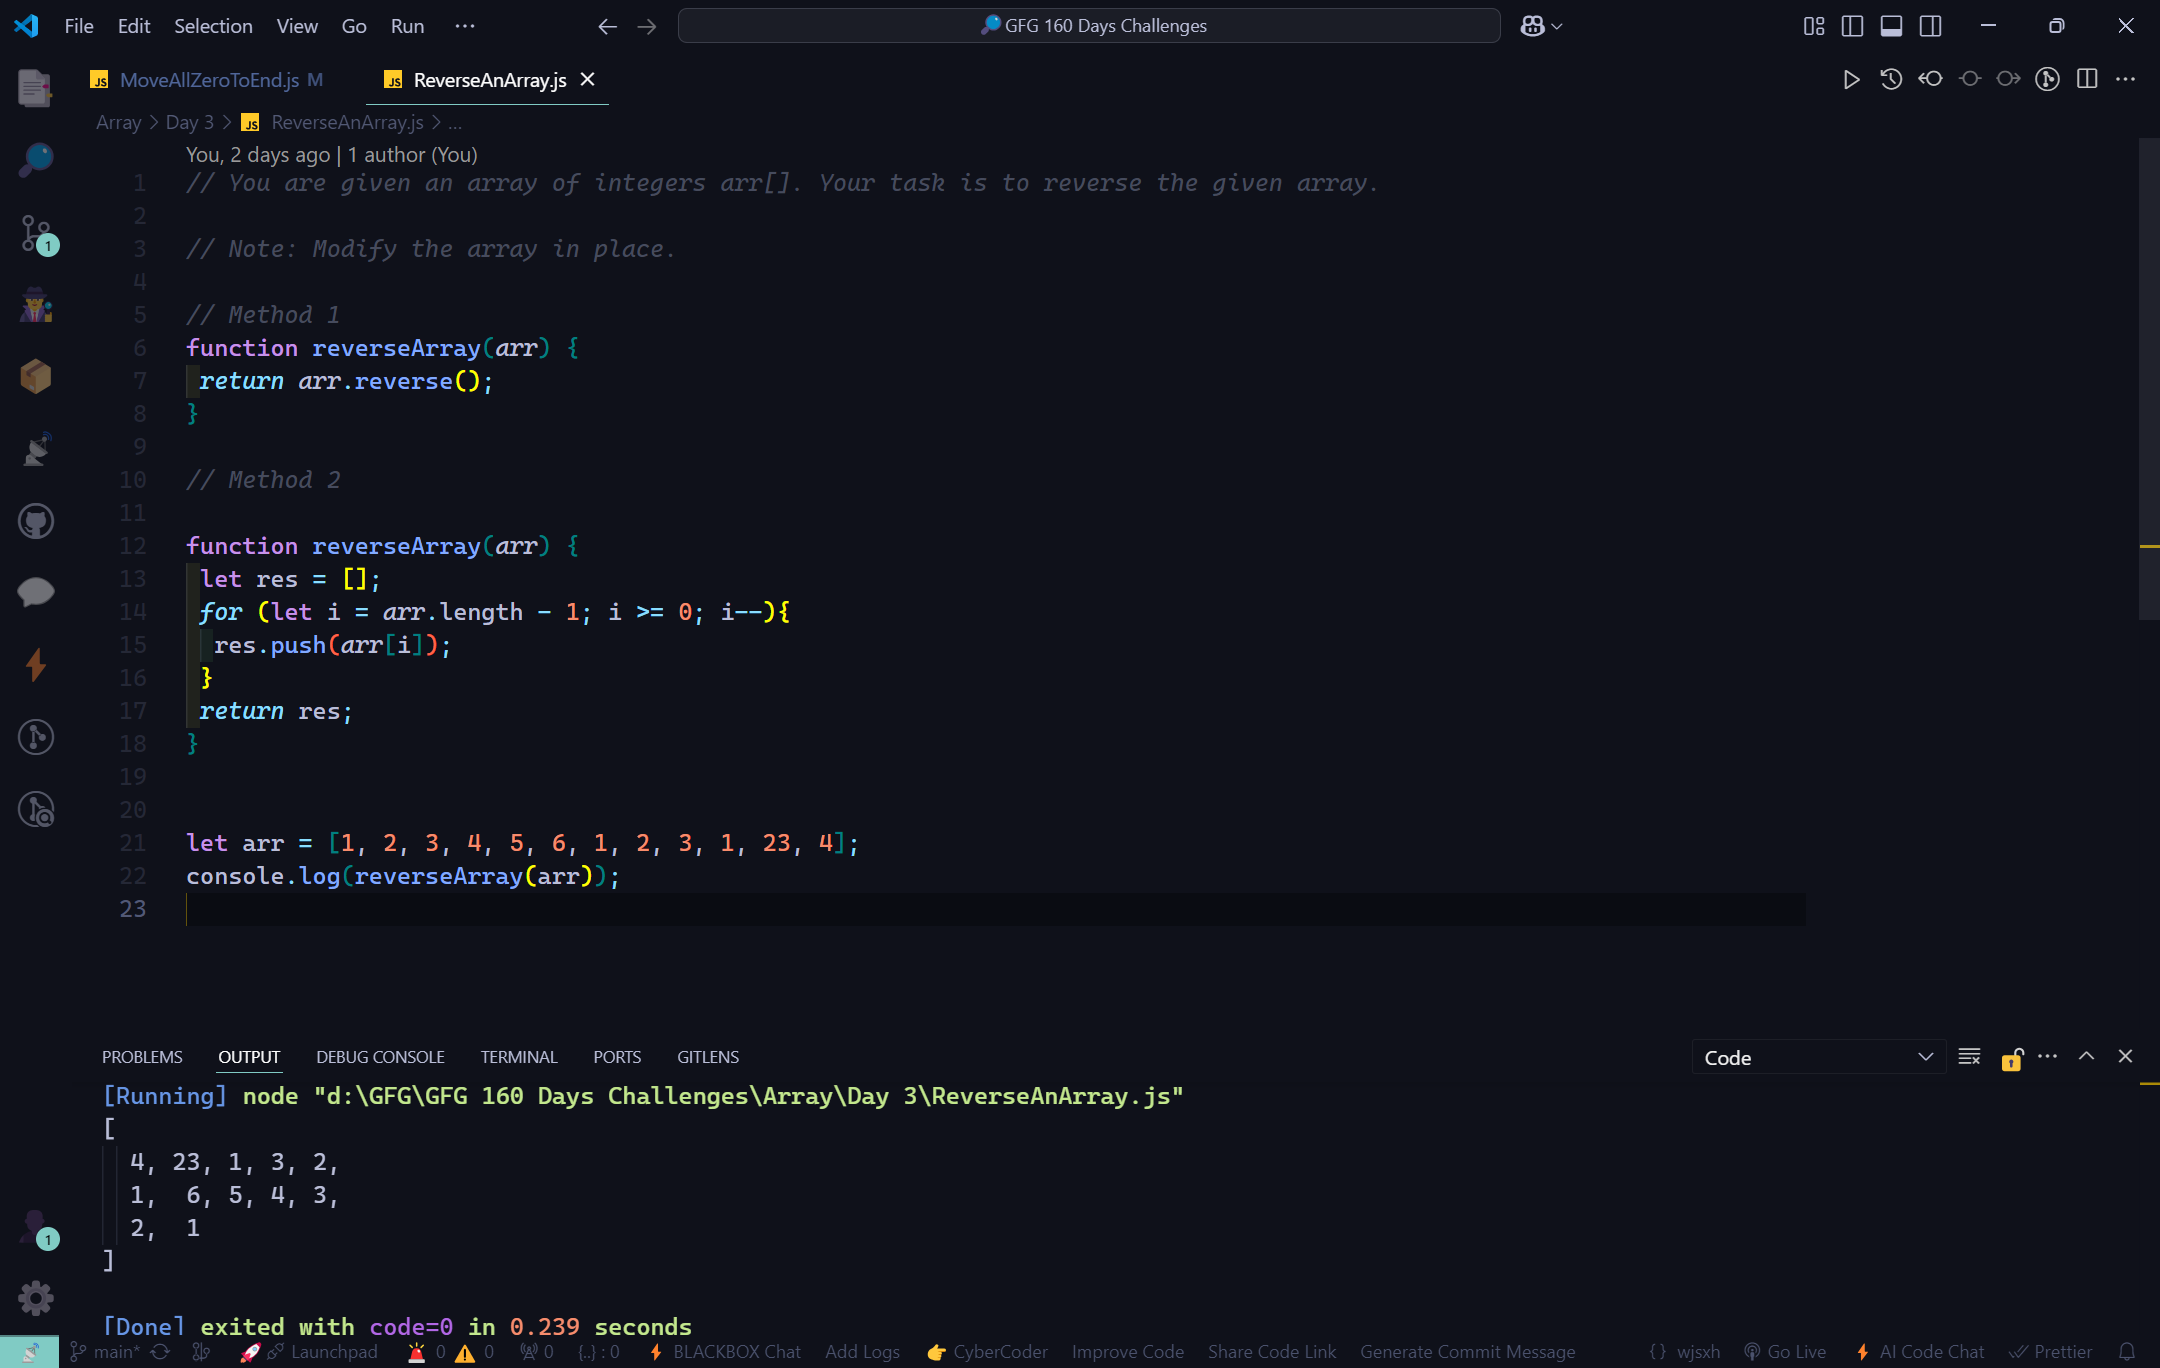 File Edit Selection View Go Run ... GFG 160 Days Challenges
JS MoveAllZeroToEnd.js M JS ReverseAnArray.js
Array > Day 3 > JS ReverseAnArray.js > ...
You, 2 days ago | 1 author (You)
1 // You are given an array of integers arr[]. Your task is to reverse the given array.
2
3 // Note: Modify the array in place.
4
5 // Method 1
6 function reverseArray(arr) {
7 return arr.reverse();
8 }
9
10 // Method 2
11
12 function reverseArray(arr) {
13 let res = [];
14 for (let i = arr.length - 1; i >= 0; i--){
15 res.push(arr[i]);
16 }
17 return res;
18 }
19
20
21 let arr = [1, 2, 3, 4, 5, 6, 1, 2, 3, 1, 23, 4];
22 console.log(reverseArray(arr));
23
1
1
PROBLEMS OUTPUT DEBUG CONSOLE TERMINAL PORTS GITLENS Code
[Running] node "d:\GFG\GFG 160 Days Challenges\Array\Day 3\ReverseAnArray.js"
[
4, 23, 1, 3, 2,
1, 6, 5, 4, 3,
2, 1
]
[Done] exited with code=0 in 0.239 seconds
main* Launchpad 0 0 0 {..} : 0 BLACKBOX Chat Add Logs CyberCoder Improve Code Share Code Link Generate Commit Message {} wjsxh Go Live AI Code Chat Prettier